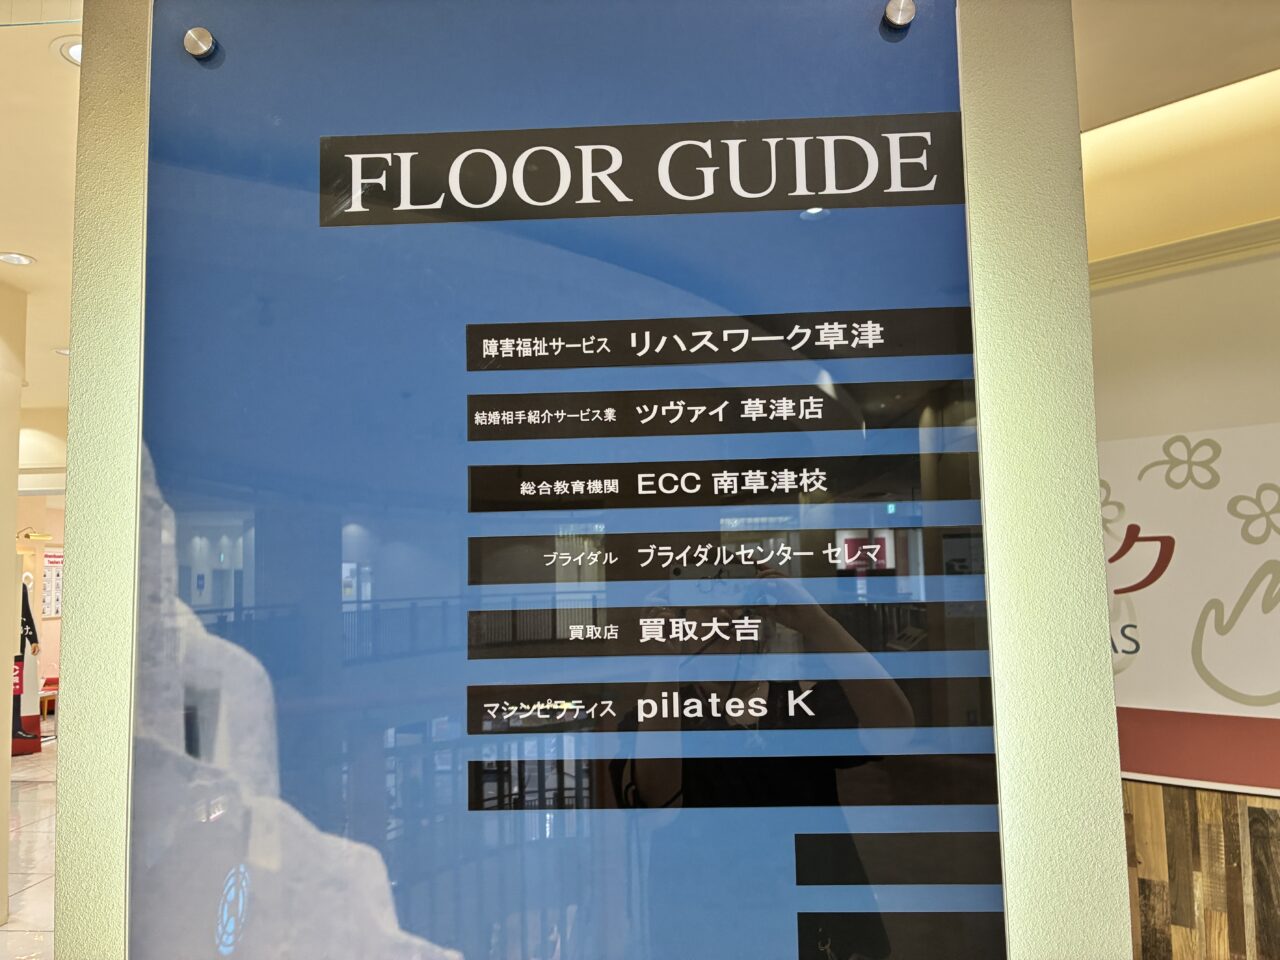 FLOOR GUIDE
障害福祉サービス リハスワーク草津
結婚相手紹介サービス業 ツヴァイ 草津店
総合教育機関 ECC 南草津校
ブライダル ブライダルセンター セレマ
買取店 買取大吉
マシンピラティス pilates K
ク
AS